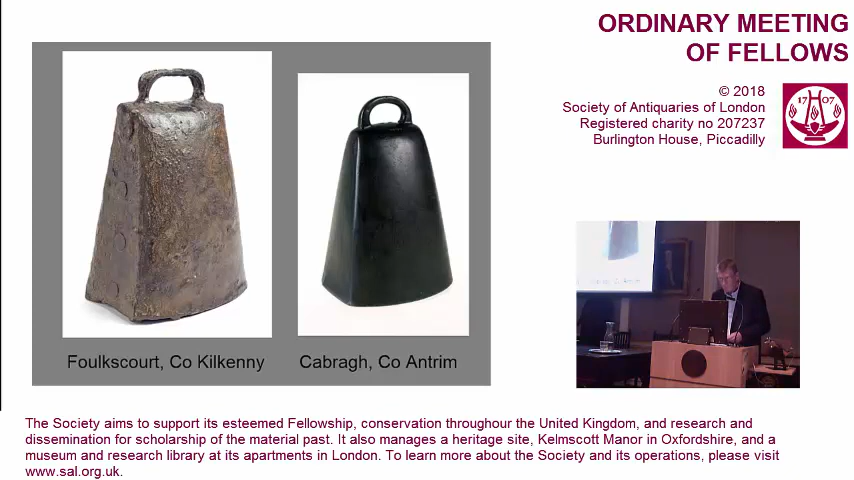 ORDINARY MEETING
OF FELLOWS
© 2018
Society of Antiquaries of London
Registered charity no 207237
Burlington House, Piccadilly
17 07
Foulkscourt, Co Kilkenny
Cabragh, Co Antrim
The Society aims to support its esteemed Fellowship, conservation throughour the United Kingdom, and research and
dissemination for scholarship of the material past. It also manages a heritage site, Kelmscott Manor in Oxfordshire, and a
museum and research library at its apartments in London. To learn more about the Society and its operations, please visit
www.sal.org.uk.